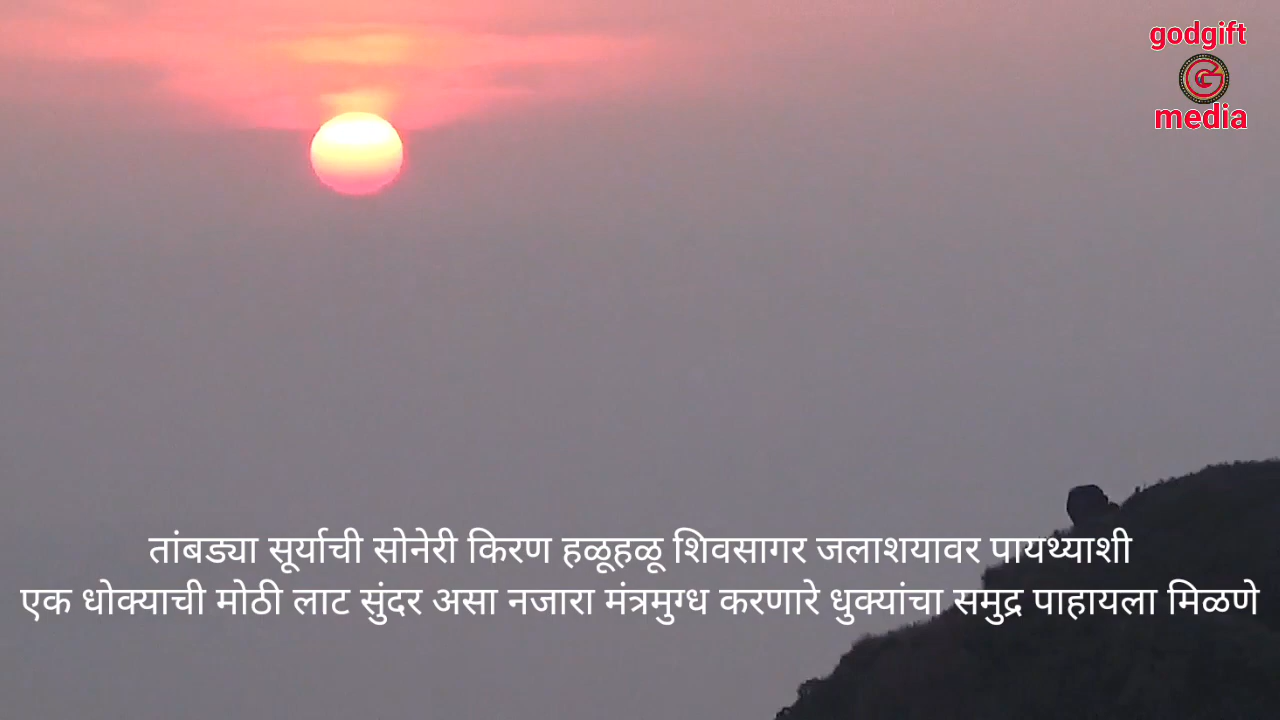 godgift
G
media
तांबड्या सूर्याची सोनेरी किरण हळूहळू शिवसागर जलाशयावर पायथ्याशी
एक धोक्याची मोठी लाट सुंदर असा नजारा मंत्रमुग्ध करणारे धुक्यांचा समुद्र पाहायला मिळणे